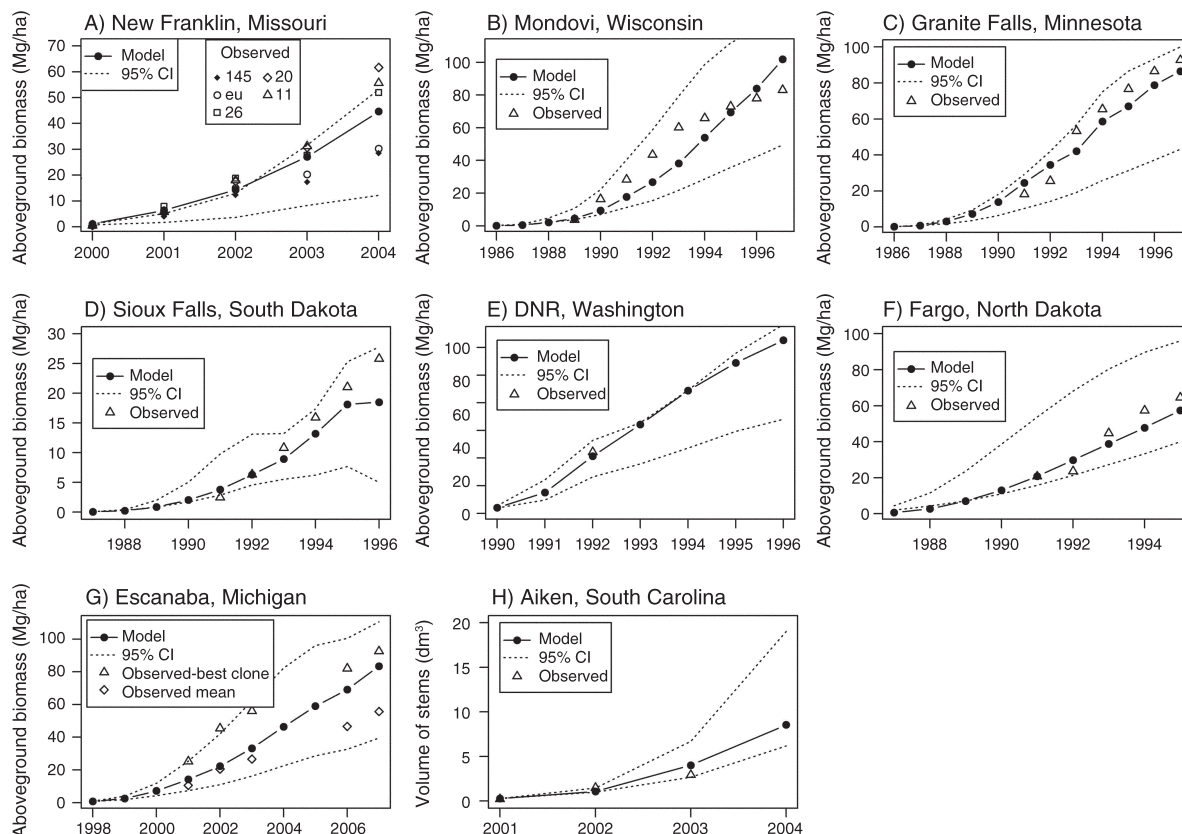 A) New Franklin, Missouri
Aboveground biomass (Mg/ha)
70
60
50
40
30
20
10
0
Model
95% CI
Observed
145
20
eu
11
26
2000
2001
2002
2003
2004
B) Mondovi, Wisconsin
Aboveground biomass (Mg/ha)
100
80
60
40
20
0
Model
95% CI
Observed
1986
1988
1990
1992
1994
1996
C) Granite Falls, Minnesota
Aboveground biomass (Mg/ha)
100
80
60
40
20
0
Model
95% CI
Observed
1986
1988
1990
1992
1994
1996
D) Sioux Falls, South Dakota
Aboveground biomass (Mg/ha)
30
25
20
15
10
5
0
Model
95% CI
Observed
1988
1990
1992
1994
1996
E) DNR, Washington
Aboveground biomass (Mg/ha)
100
80
60
40
20
0
Model
95% CI
Observed
1990
1991
1992
1993
1994
1995
1996
F) Fargo, North Dakota
Aboveground biomass (Mg/ha)
100
80
60
40
20
0
Model
95% CI
Observed
1988
1990
1992
1994
G) Escanaba, Michigan
Aboveground biomass (Mg/ha)
100
80
60
40
20
0
Model
95% CI
Observed-best clone
Observed mean
1998
2000
2002
2004
2006
H) Aiken, South Carolina
Volume of stems (dm³)
20
15
10
5
0
Model
95% CI
Observed
2001
2002
2003
2004